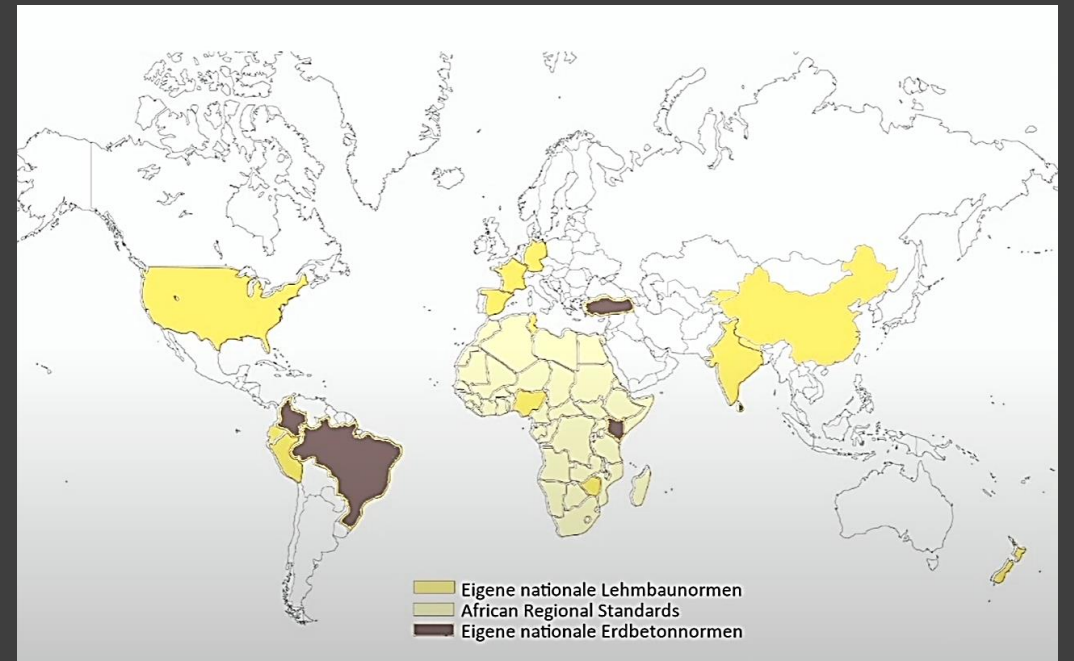 Eigene nationale Lehmbaunormen
African Regional Standards
Eigene nationale Erdbetonnormen